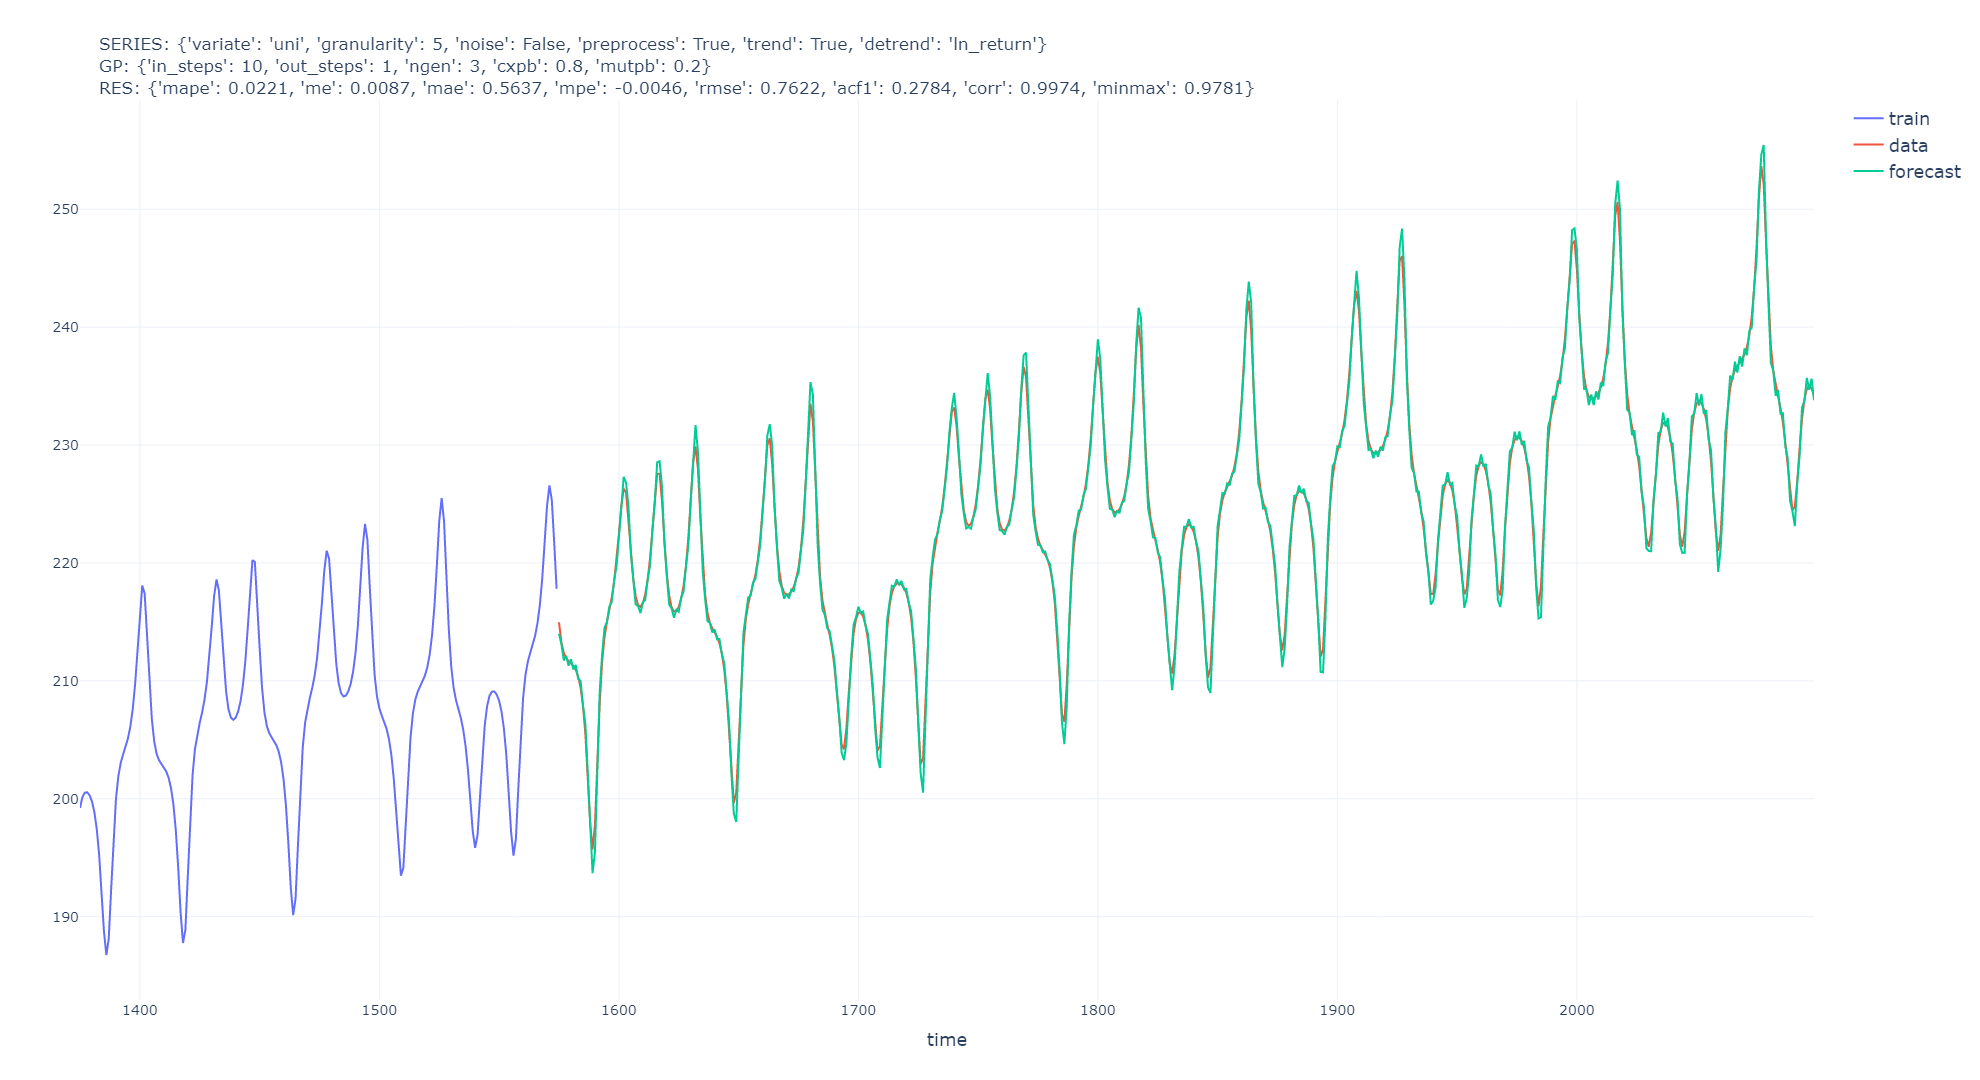 SERIES: {'variate': 'uni', 'granularity': 5, 'noise': False, 'preprocess': True, 'trend': True, 'detrend': 'ln_return'}
GP: {'in_steps': 10, 'out_steps': 1, 'ngen': 3, 'cxpb': 0.8, 'mutpb': 0.2}
RES: {'mape': 0.0221, 'me': 0.0087, 'mae': 0.5637, 'mpe': -0.0046, 'rmse': 0.7622, 'acf1': 0.2784, 'corr': 0.9974, 'minmax': 0.9781}
train
data
forecast
250
240
230
220
210
200
190
1400 1500 1600 1700 1800 1900 2000
time